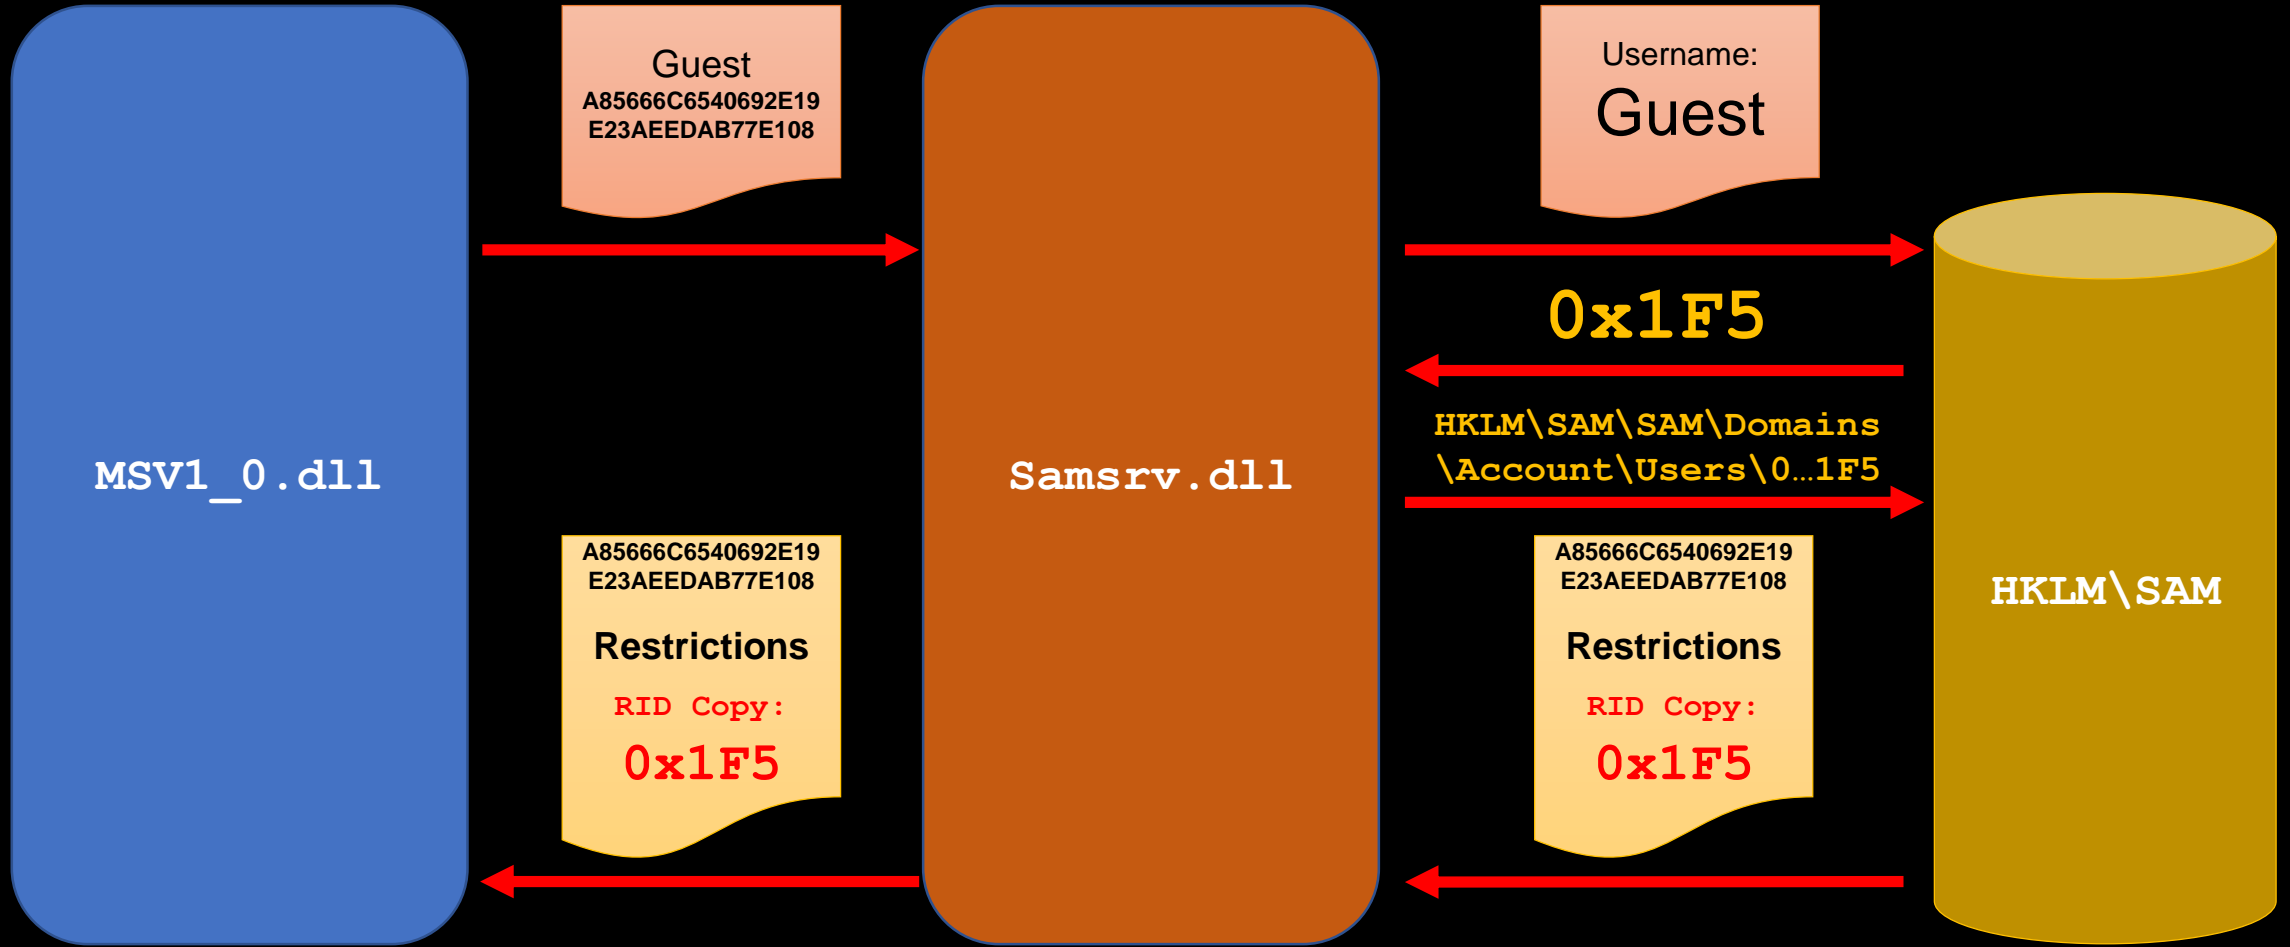 MSV1_0.dll
Guest
A85666C6540692E19
E23AEEDAB77E108
A85666C6540692E19
E23AEEDAB77E108
Restrictions
RID Copy:
0x1F5
Samsrv.dll
Username:
Guest
0x1F5
HKLM\SAM\SAM\Domains
\Account\Users\0…1F5
A85666C6540692E19
E23AEEDAB77E108
Restrictions
RID Copy:
0x1F5
HKLM\SAM